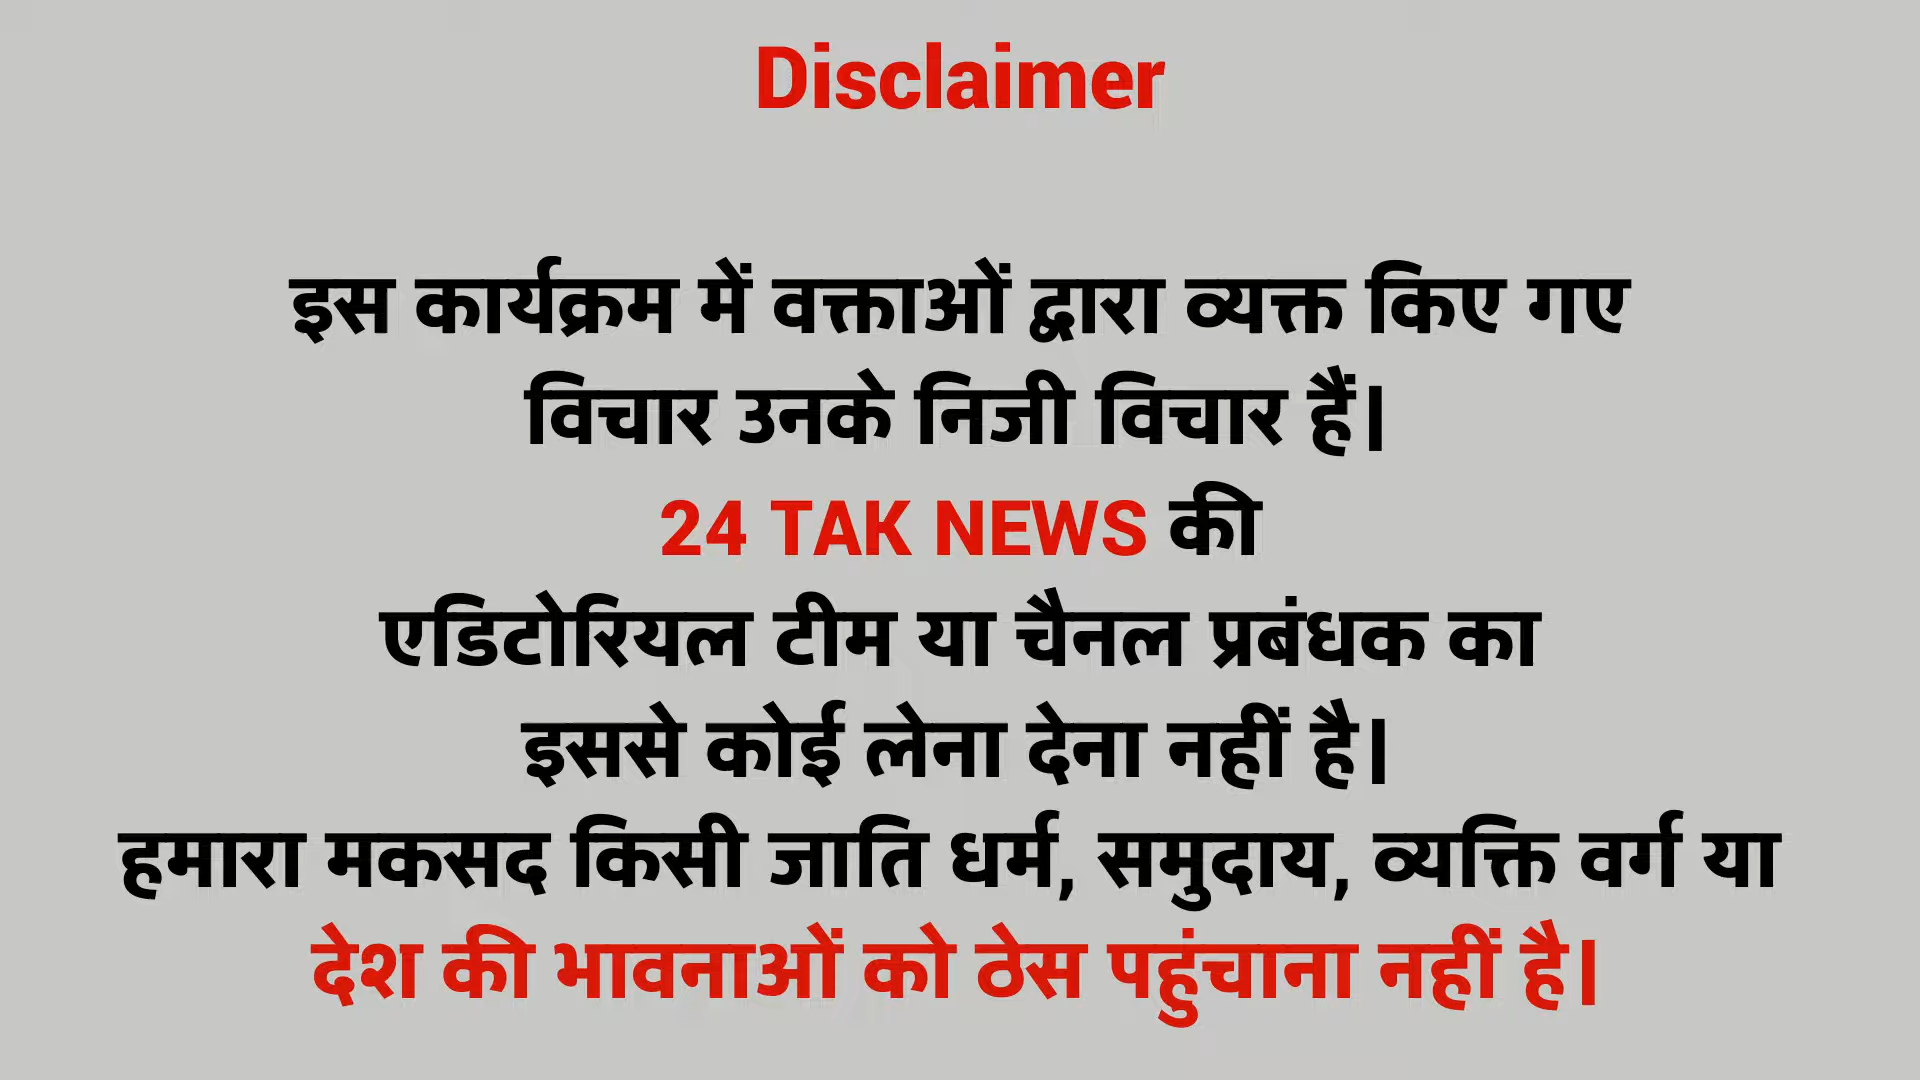 Disclaimer
इस कार्यक्रम में वक्ताओं द्वारा व्यक्त किए गए
विचार उनके निजी विचार हैं।
24 TAK NEWS की
एडिटोरियल टीम या चैनल प्रबंधक का
इससे कोई लेना देना नहीं है।
हमारा मकसद किसी जाति धर्म, समुदाय, व्यक्ति वर्ग या
देश की भावनाओं को ठेस पहुंचाना नहीं है।